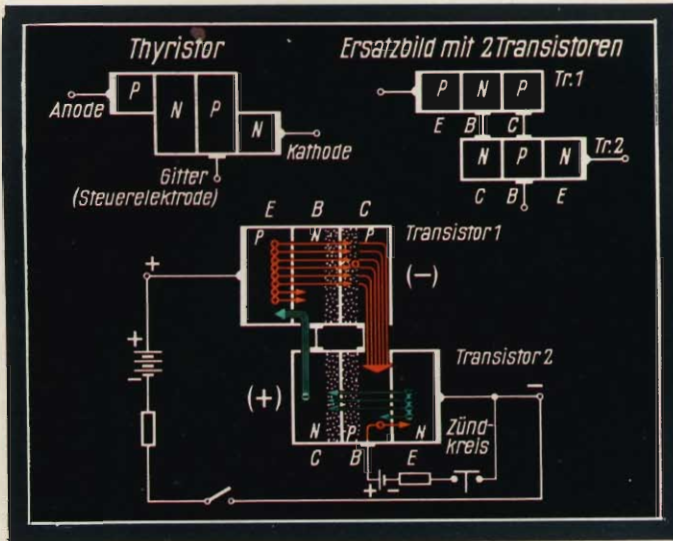 Thyristor
P N P N
Anode
Kathode
Gitter
(Steuerelektrode)
Ersatzbild mit 2 Transistoren
P N P Tr.1
E B C
N P N Tr.2
C B E
E B C
P N P Transistor 1
+ +
(−)
+
−
Transistor 2
(+) −
Zünd-
kreis
N P N
C B E
+ −